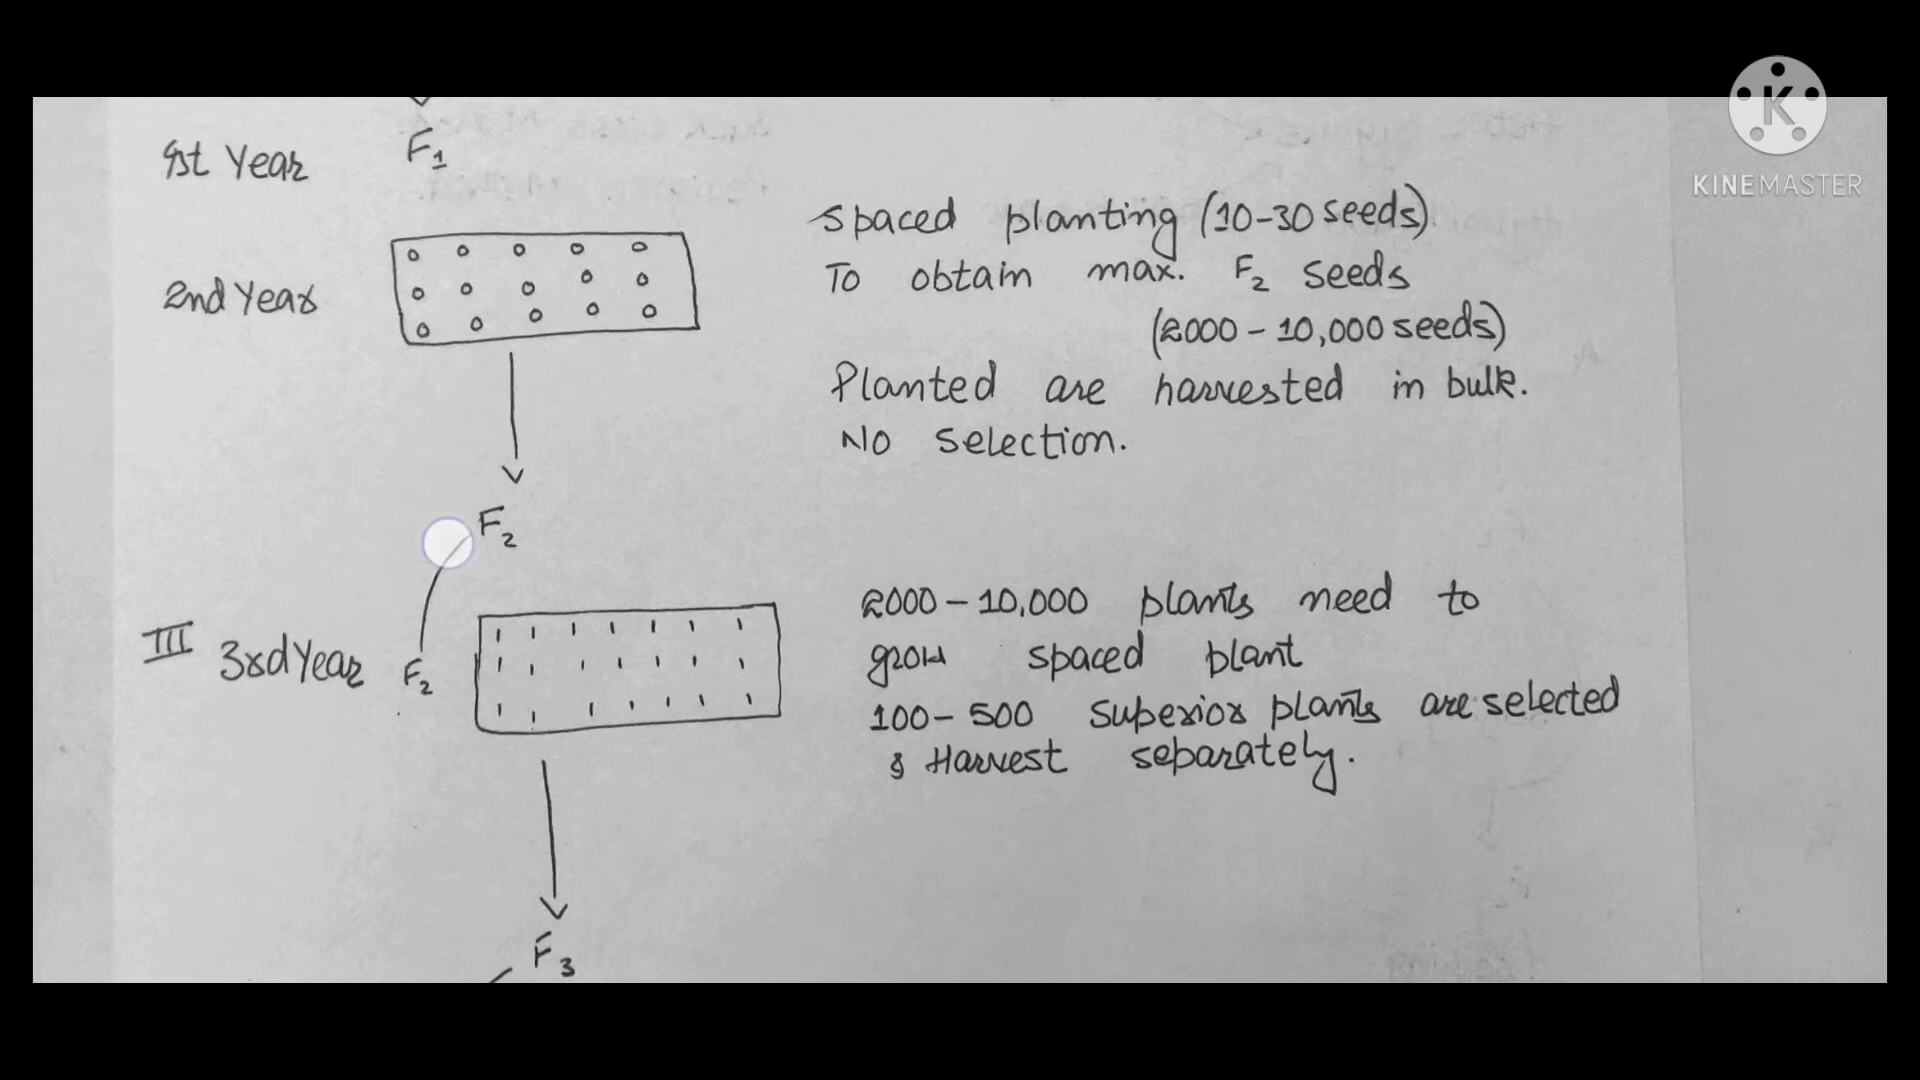 1st Year
F1
2nd Year
Spaced planting (10-30 seeds)
To obtain max. F2 seeds
(2000 - 10,000 seeds)
Planted are harvested in bulk.
No selection.
F2
III 3rd Year
F2
2000 - 10,000 plants need to
grow spaced plant
100 - 500 Superior plants are selected
& Harvest separately.
F3
K
KINEMASTER